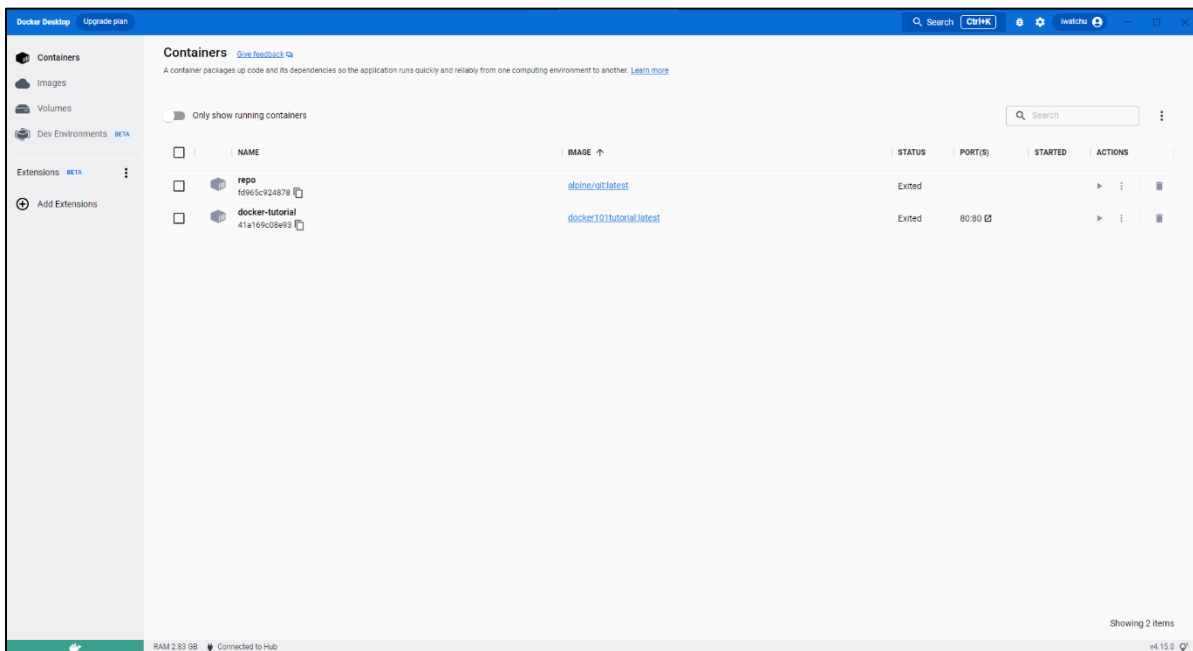 Docker Desktop Upgrade plan Search Ctrl+K iwatchu
Containers
Images
Volumes
Dev Environments BETA
Extensions BETA
Add Extensions
Containers Give feedback
A container packages up code and its dependencies so the application runs quickly and reliably from one computing environment to another. Learn more
Only show running containers Search
NAME IMAGE STATUS PORT(S) STARTED ACTIONS
repo alpine/git:latest Exited
fd965c924878
docker-tutorial docker101tutorial:latest Exited 80:80
41a169c08e93
Showing 2 items
RAM 2.83 GB Connected to Hub v4.15.0